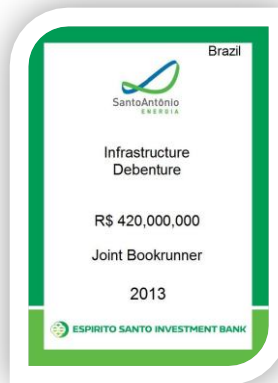 Brazil
SantoAntônio
ENERGIA
Infrastructure
Debenture
R$ 420,000,000
Joint Bookrunner
2013
ESPIRITO SANTO INVESTMENT BANK